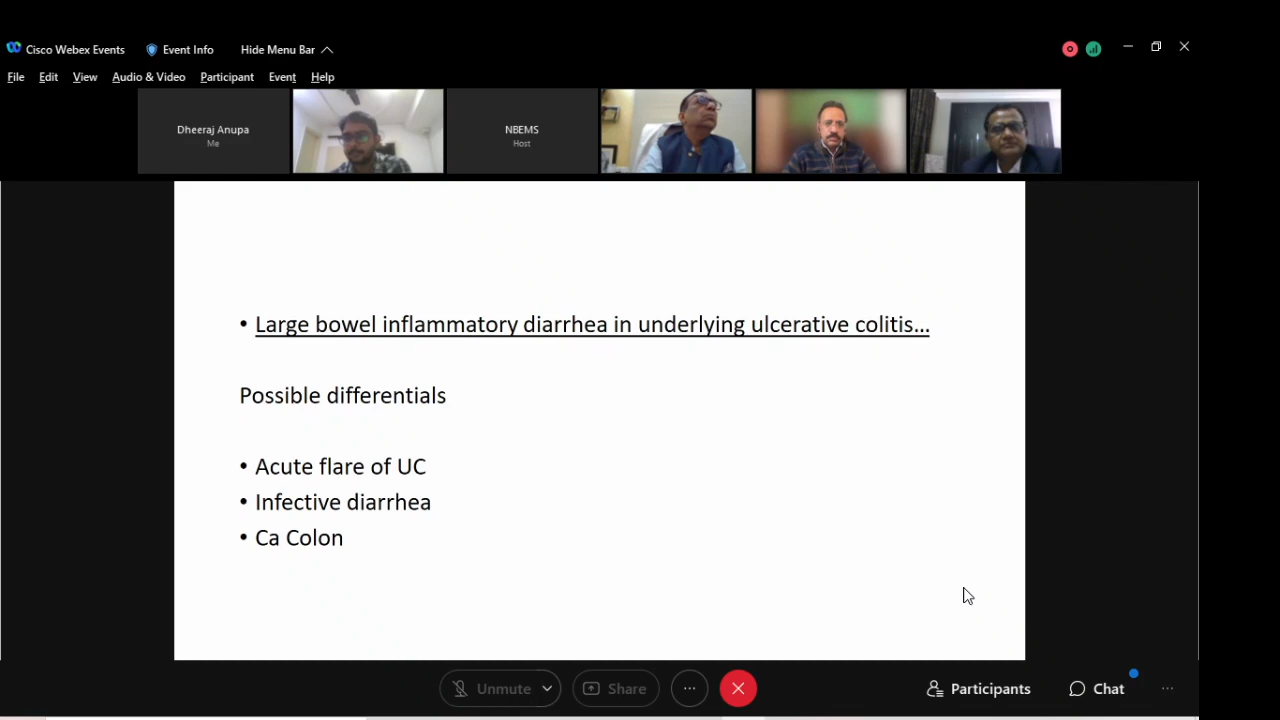 Cisco Webex Events
Event Info
Hide Menu Bar
File Edit View Audio & Video Participant Event Help
Dheeraj Anupa
Me
NBEMS
Host
• Large bowel inflammatory diarrhea in underlying ulcerative colitis...
Possible differentials
• Acute flare of UC
• Infective diarrhea
• Ca Colon
Unmute
Share
Participants
Chat